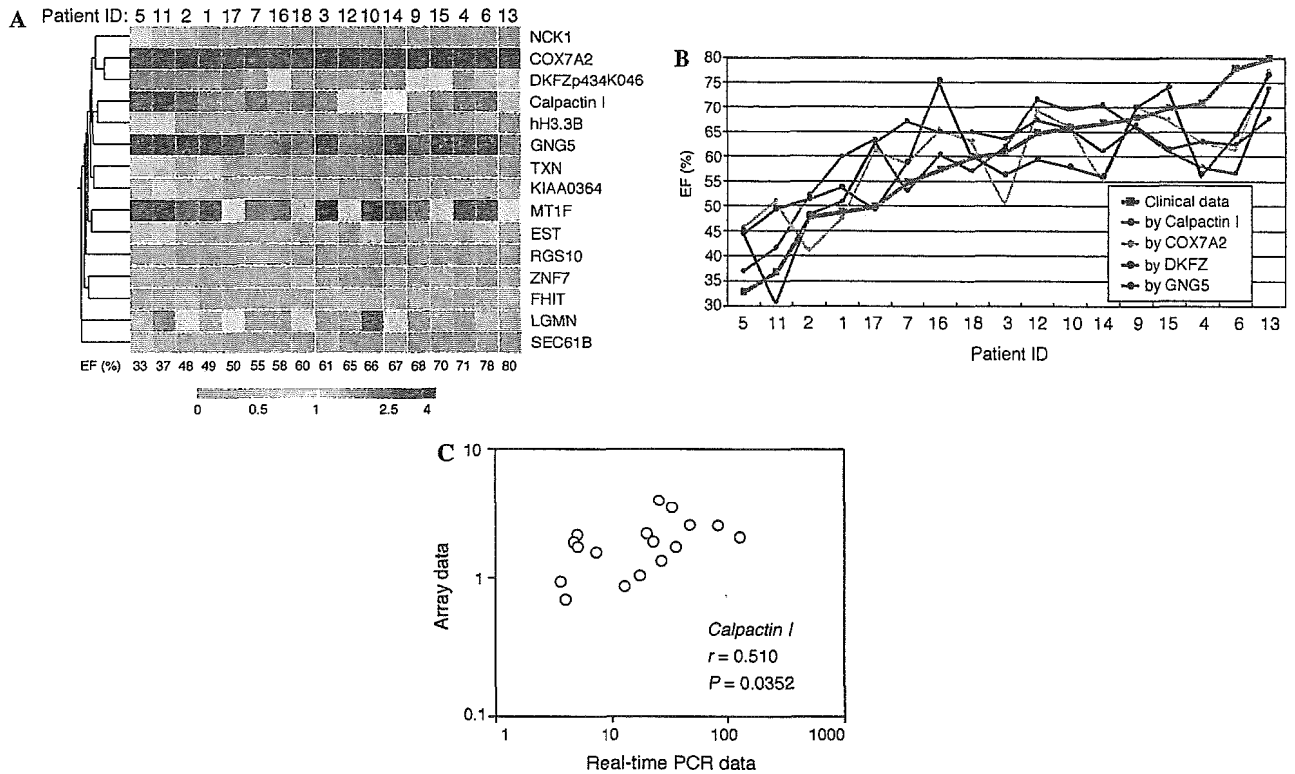 A
Patient ID: 5 11 2 1 17 7 16 18 3 12 10 14 9 15 4 6 13
NCK1
COX7A2
DKFZp434K046
Calpactin I
hH3.3B
GNG5
TXN
KIAA0364
MT1F
EST
RGS10
ZNF7
FHIT
LGMN
SEC61B
EF (%) 33 37 48 49 50 55 58 60 61 65 66 67 68 70 71 78 80
0 0.5 1 2.5 4
B
80
75
70
65
60
55
50
45
40
35
30
EF (%)
Clinical data
by Calpactin I
by COX7A2
by DKFZ
by GNG5
5 11 2 1 17 7 16 18 3 12 10 14 9 15 4 6 13
Patient ID
C
10
1
0.1
Array data
Calpactin I
r = 0.510
P = 0.0352
1 10 100 1000
Real-time PCR data